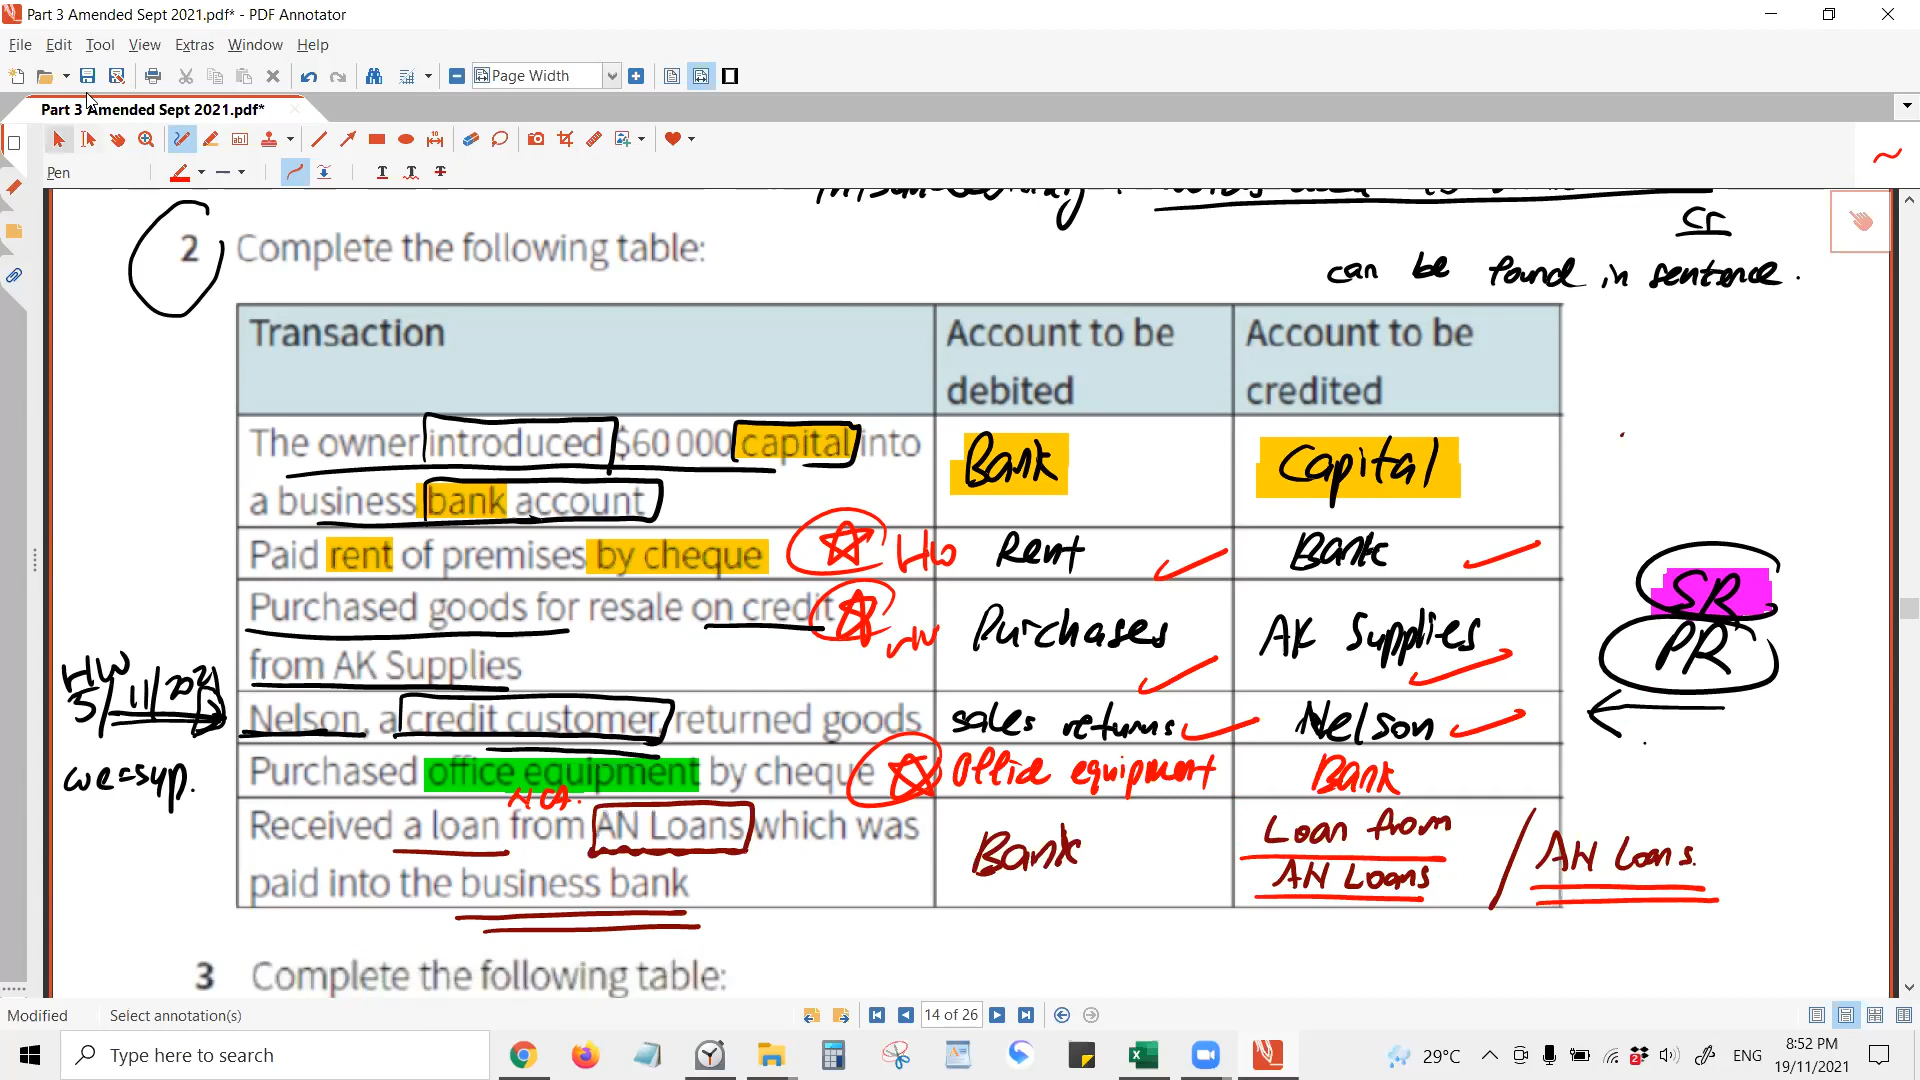 Part 3 Amended Sept 2021.pdf* - PDF Annotator
File Edit Tool View Extras Window Help
Page Width
Part 3 Amended Sept 2021.pdf*
Pen
Cr
2 Complete the following table:
can be found in sentence.
Transaction
Account to be debited
Account to be credited
The owner introduced $60 000 capital into
a business bank account
Bank
Capital
Paid rent of premises by cheque
HW
Rent
Bank
Purchased goods for resale on credit
from AK Supplies
HW
Purchases
AK Supplies
SR
PR
HW
5/11/2021
Nelson, a credit customer, returned goods
sales returns
Nelson
we=sup.
Purchased office equipment by cheque
NCA.
Office equipment
Bank
Received a loan from AN Loans which was
paid into the business bank
Bank
Loan from
AN Loans
/ AN Loans.
3 Complete the following table:
Modified Select annotation(s)
14 of 26
Type here to search
29°C
ENG
8:52 PM
19/11/2021